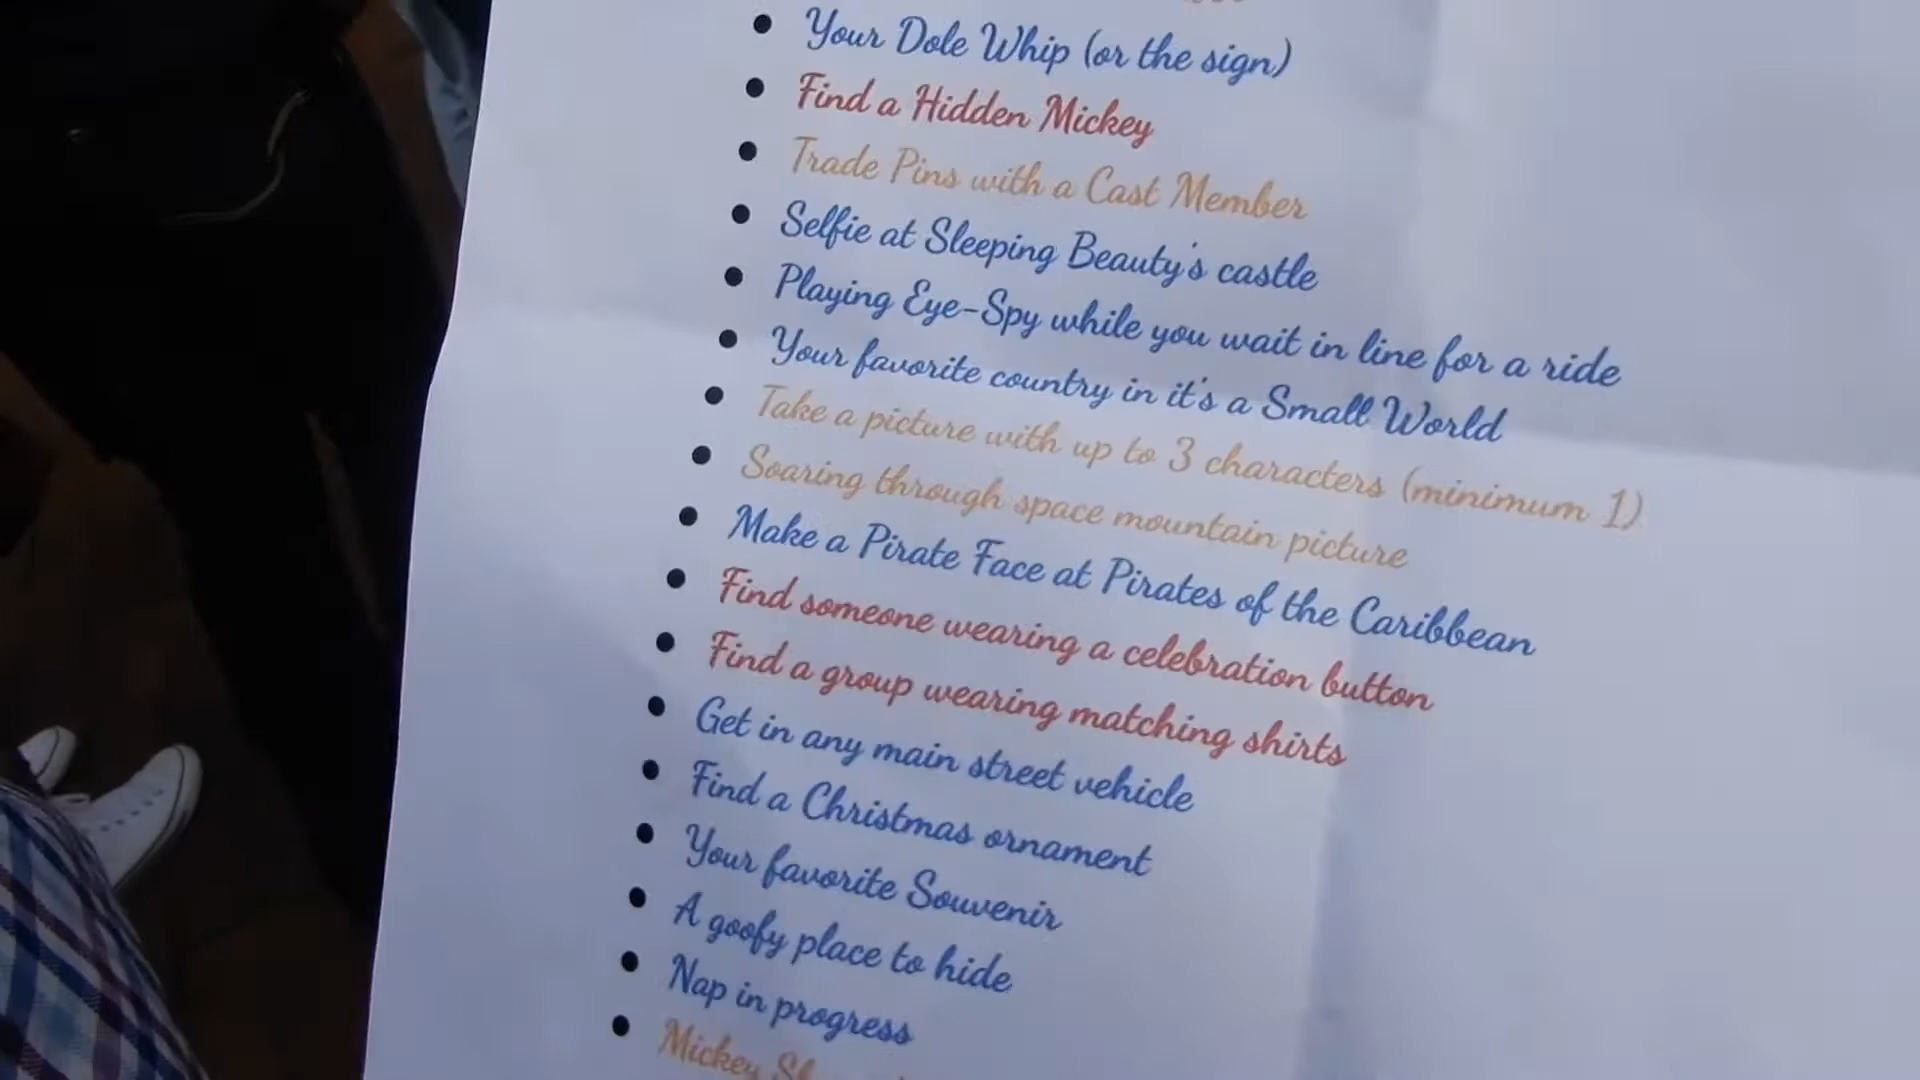 • Your Dole Whip (or the sign)
• Find a Hidden Mickey
• Trade Pins with a Cast Member
• Selfie at Sleeping Beauty's castle
• Playing Eye-Spy while you wait in line for a ride
• Your favorite country in it's a Small World
• Take a picture with up to 3 characters (minimum 1)
• Soaring through space mountain picture
• Make a Pirate Face at Pirates of the Caribbean
• Find someone wearing a celebration button
• Find a group wearing matching shirts
• Get in any main street vehicle
• Find a Christmas ornament
• Your favorite Souvenir
• A goofy place to hide
• Nap in progress
• Mickey